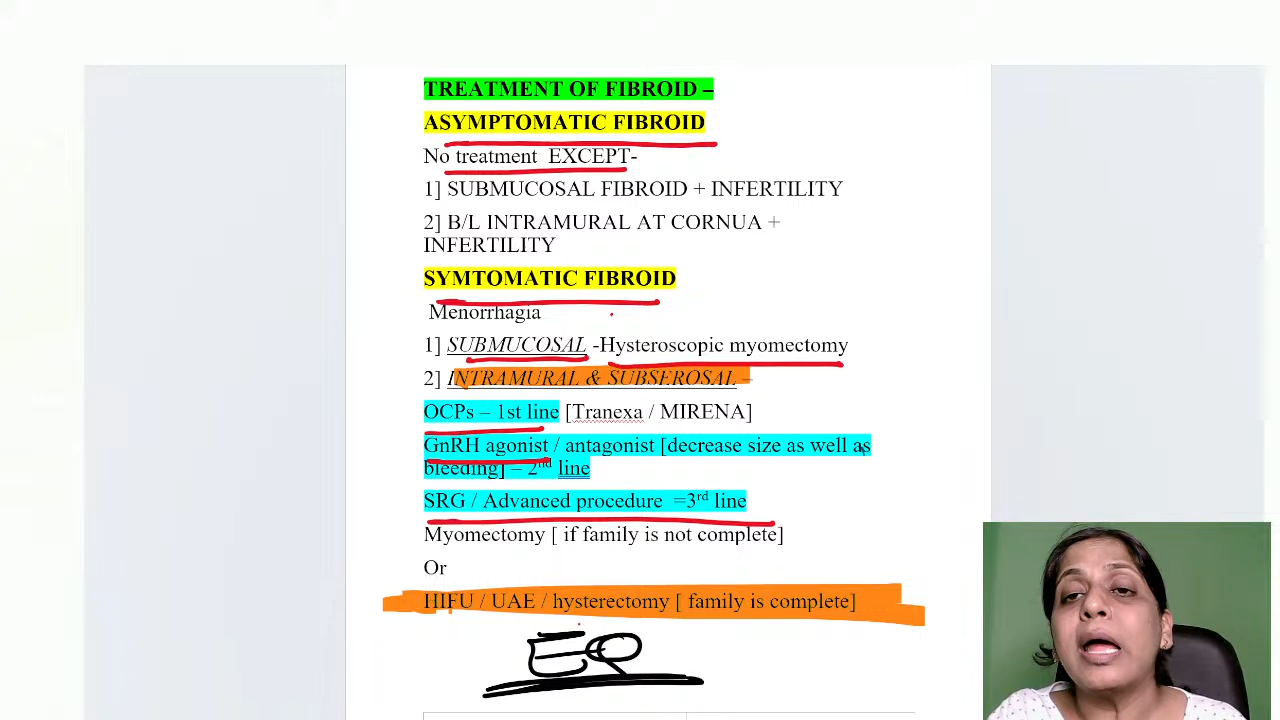 TREATMENT OF FIBROID –
ASYMPTOMATIC FIBROID
No treatment EXCEPT-
1] SUBMUCOSAL FIBROID + INFERTILITY
2] B/L INTRAMURAL AT CORNUA +
INFERTILITY
SYMTOMATIC FIBROID
Menorrhagia
1] SUBMUCOSAL -Hysteroscopic myomectomy
2] INTRAMURAL & SUBSEROSAL –
OCPs – 1st line [Tranexa / MIRENA]
GnRH agonist / antagonist [decrease size as well as
bleeding] – 2nd line
SRG / Advanced procedure =3rd line
Myomectomy [ if family is not complete]
Or
HIFU / UAE / hysterectomy [ family is complete]
EQ